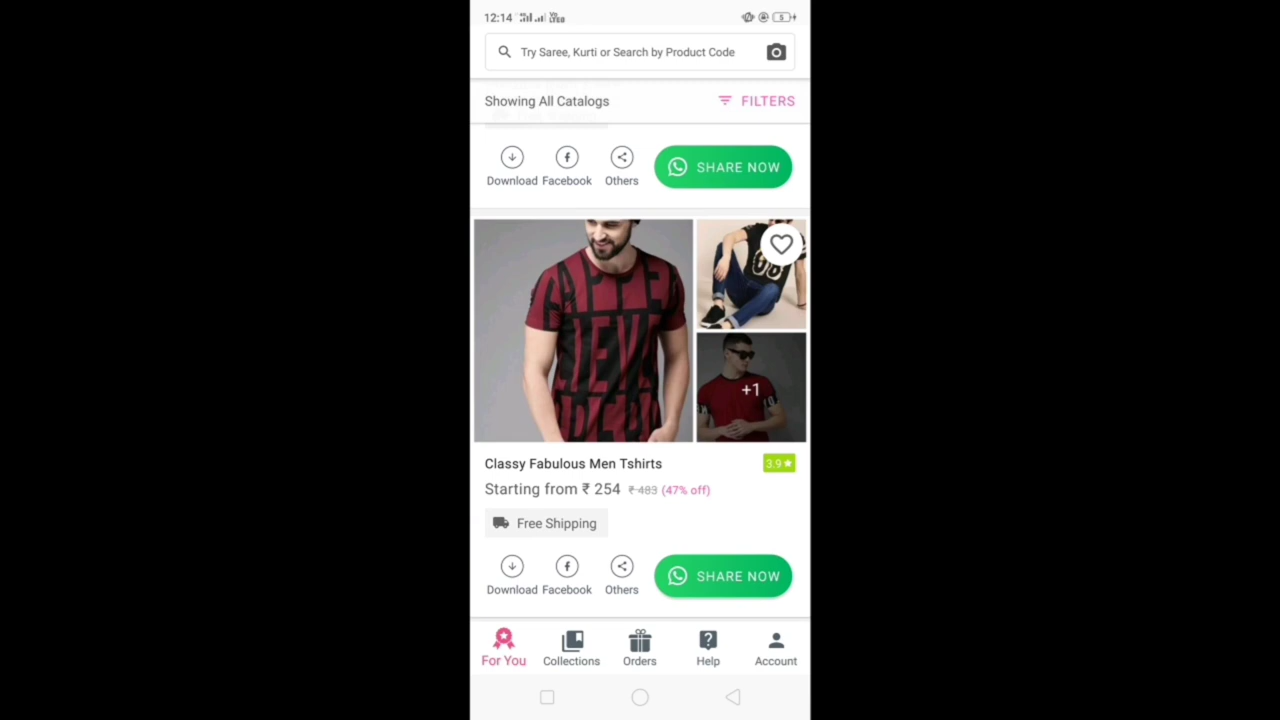 12:14
Try Saree, Kurti or Search by Product Code
Showing All Catalogs
FILTERS
Download
Facebook
Others
SHARE NOW
+1
Classy Fabulous Men Tshirts
3.9
Starting from ₹ 254 ₹ 483 (47% off)
Free Shipping
Download
Facebook
Others
SHARE NOW
For You
Collections
Orders
Help
Account